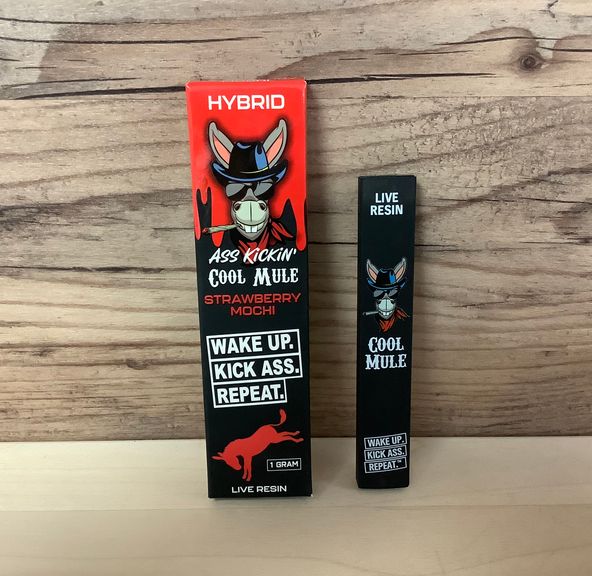 HYBRID
Ass Kickin'
Cool Mule
STRAWBERRY
MOCHI
WAKE UP.
KICK ASS.
REPEAT.
1 GRAM
LIVE RESIN
LIVE
RESIN
COOL
MULE
WAKE UP.
KICK ASS.
REPEAT.™